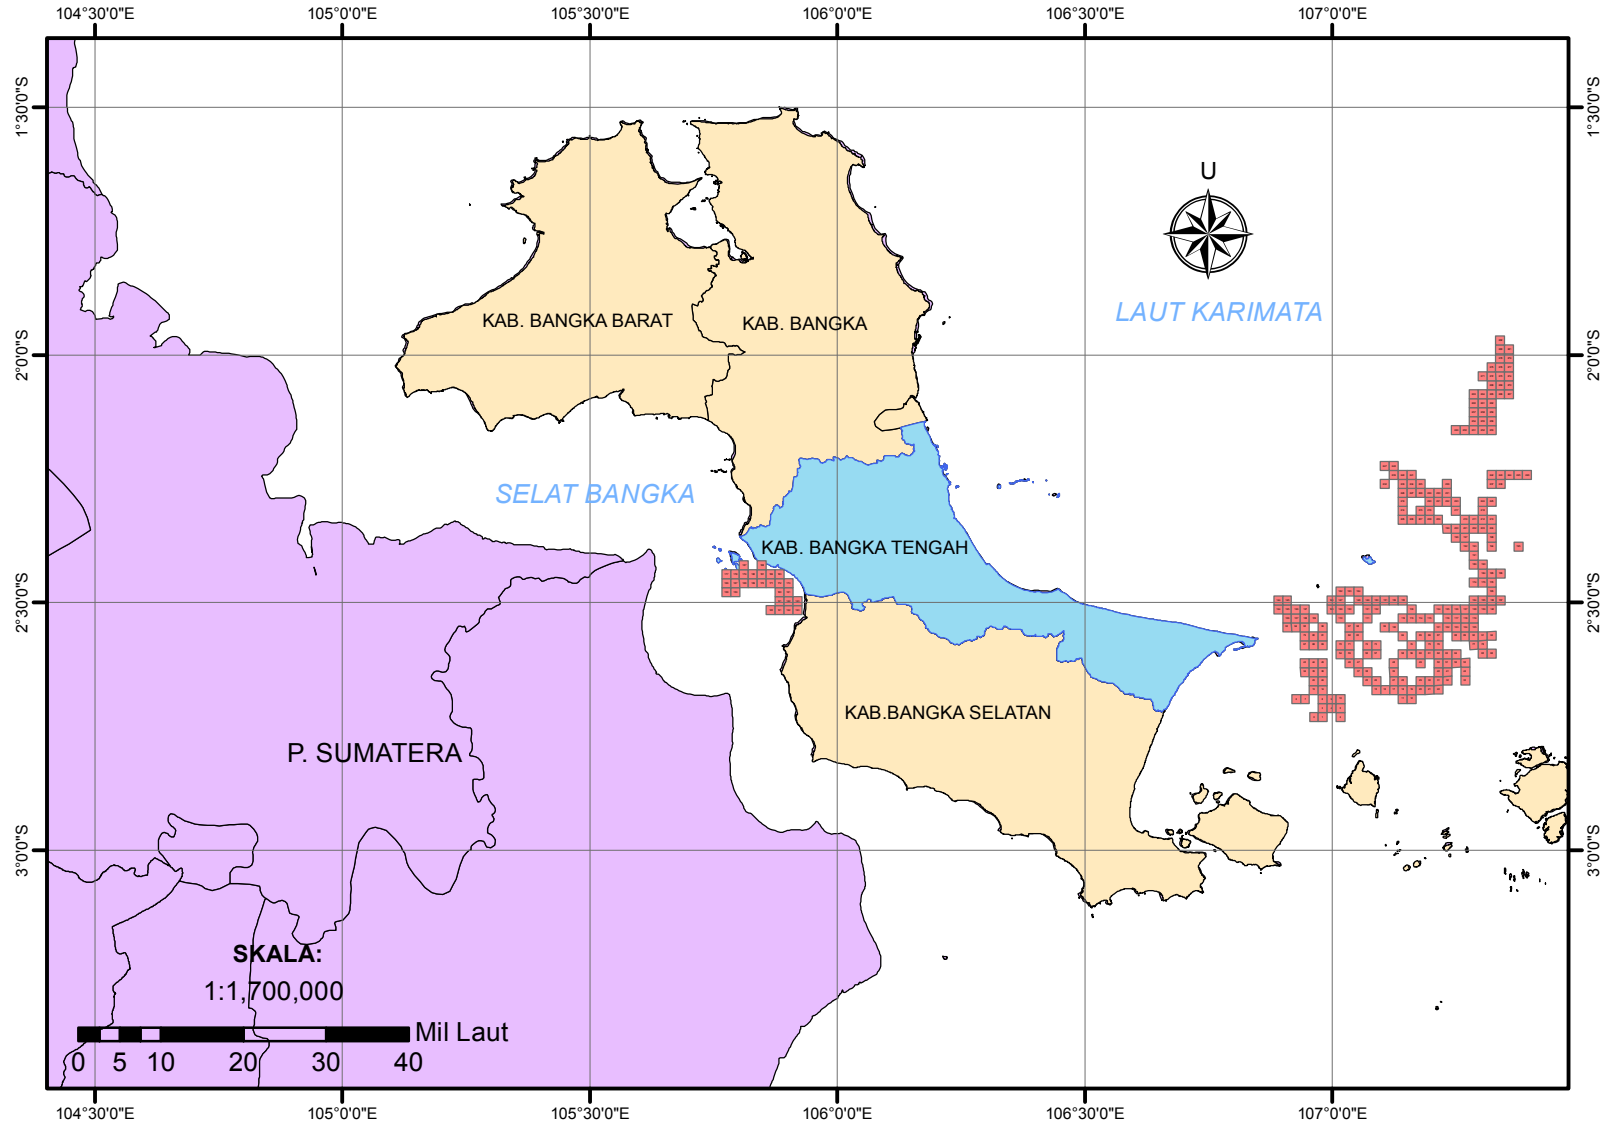 104°30'0"E 105°0'0"E 105°30'0"E 106°0'0"E 106°30'0"E 107°0'0"E
1°30'0"S 1°30'0"S
U
LAUT KARIMATA
KAB. BANGKA BARAT KAB. BANGKA
2°0'0"S 2°0'0"S
SELAT BANGKA
KAB. BANGKA TENGAH
2°30'0"S 2°30'0"S
KAB.BANGKA SELATAN
P. SUMATERA
3°0'0"S 3°0'0"S
SKALA:
1:1,700,000
Mil Laut
0 5 10 20 30 40
104°30'0"E 105°0'0"E 105°30'0"E 106°0'0"E 106°30'0"E 107°0'0"E